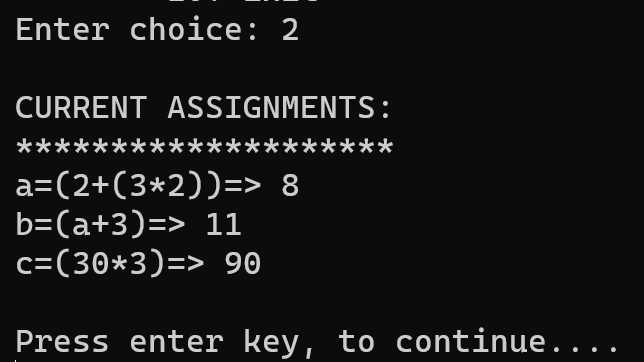 Enter choice: 2
CURRENT ASSIGNMENTS:
********************
a=(2+(3*2))=> 8
b=(a+3)=> 11
c=(30*3)=> 90
Press enter key, to continue....